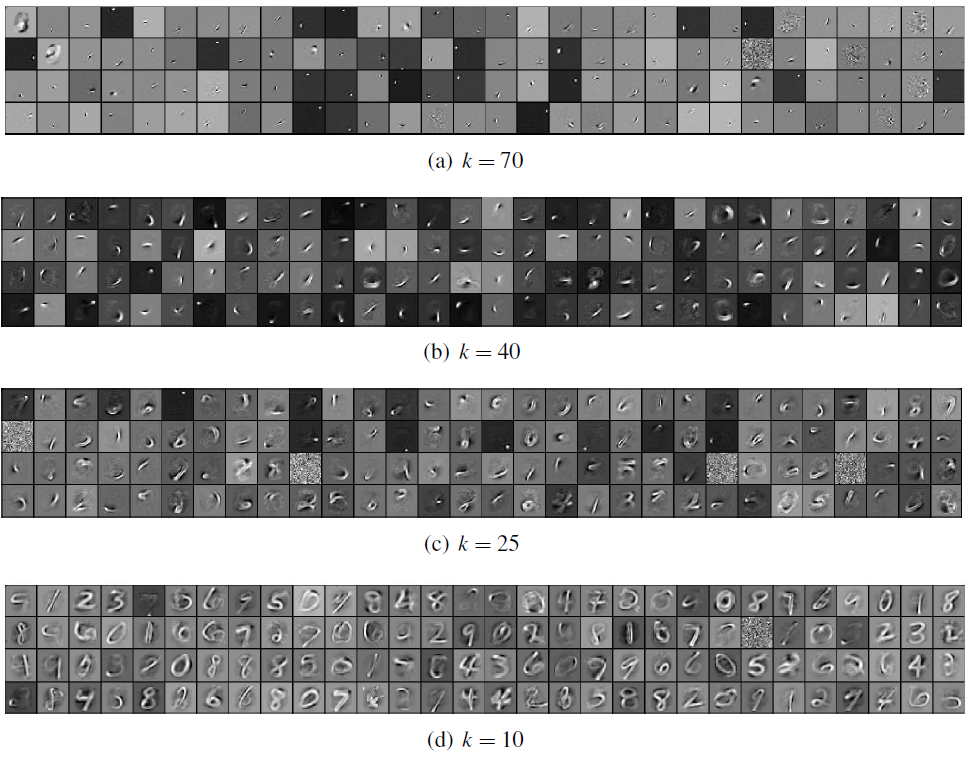 (a) k = 70
(b) k = 40
(c) k = 25
(d) k = 10